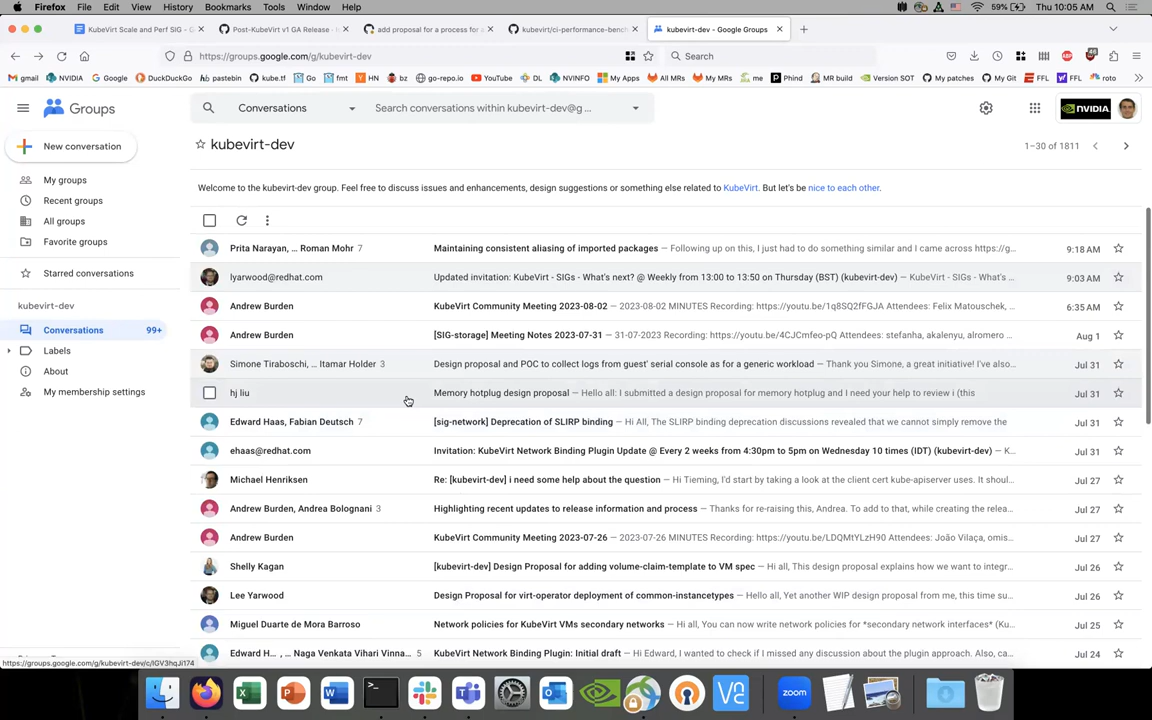 Firefox File Edit View History Bookmarks Tools Window Help 59% Thu 10:05 AM
KubeVirt Scale and Perf SIG - G Post-KubeVirt v1 GA Release - add proposal for a process for a kubevirt/ci-performance-bench kubevirt-dev - Google Groups
https://groups.google.com/g/kubevirt-dev Search
gmail NVIDIA Google DuckDuckGo pastebin kube.tf Go fmt HN bz go-repo.io YouTube DL NVINFO My Apps All MRs My MRs me Phind MR build Version SOT My patches My Git FFL FFL roto
Groups Conversations Search conversations within kubevirt-dev@g ... NVIDIA
New conversation
kubevirt-dev 1–30 of 1811
My groups
Recent groups
All groups
Favorite groups
Starred conversations
kubevirt-dev
Conversations 99+
Labels
About
My membership settings
Welcome to the kubevirt-dev group. Feel free to discuss issues and enhancements, design suggestions or something else related to KubeVirt. But let's be nice to each other.
Prita Narayan, ... Roman Mohr 7 Maintaining consistent aliasing of imported packages – Following up on this, I just had to do something similar and I came across https://g... 9:18 AM
lyarwood@redhat.com Updated invitation: KubeVirt - SIGs - What's next? @ Weekly from 13:00 to 13:50 on Thursday (BST) (kubevirt-dev) – KubeVirt - SIGs - What's ... 9:03 AM
Andrew Burden KubeVirt Community Meeting 2023-08-02 – 2023-08-02 MINUTES Recording: https://youtu.be/1q8SQ2fFGJA Attendees: Felix Matouschek, ... 6:35 AM
Andrew Burden [SIG-storage] Meeting Notes 2023-07-31 – 31-07-2023 Recording: https://youtu.be/4CJCmfeo-pQ Attendees: stefanha, akalenyu, alromero ... Aug 1
Simone Tiraboschi, ... Itamar Holder 3 Design proposal and POC to collect logs from guest' serial console as for a generic workload – Thank you Simone, a great initiative! I've also... Jul 31
hj liu Memory hotplug design proposal – Hello all: I submitted a design proposal for memory hotplug and I need your help to review i (this Jul 31
Edward Haas, Fabian Deutsch 7 [sig-network] Deprecation of SLIRP binding – Hi All, The SLIRP binding deprecation discussions revealed that we cannot simply remove the Jul 31
ehaas@redhat.com Invitation: KubeVirt Network Binding Plugin Update @ Every 2 weeks from 4:30pm to 5pm on Wednesday 10 times (IDT) (kubevirt-dev) – K... Jul 31
Michael Henriksen Re: [kubevirt-dev] i need some help about the question – Hi Tieming, I'd start by taking a look at the client cert kube-apiserver uses. It shoul... Jul 27
Andrew Burden, Andrea Bolognani 3 Highlighting recent updates to release information and process – Thanks for re-raising this, Andrea. To add to that, while creating the relea... Jul 27
Andrew Burden KubeVirt Community Meeting 2023-07-26 – 2023-07-26 MINUTES Recording: https://youtu.be/LDQMtYLzH90 Attendees: João Vilaça, omis... Jul 27
Shelly Kagan [kubevirt-dev] Design Proposal for adding volume-claim-template to VM spec – Hi all, This design proposal explains how we want to integr... Jul 26
Lee Yarwood Design Proposal for virt-operator deployment of common-instancetypes – Hello all, Yet another WIP design proposal from me, this time su... Jul 26
Miguel Duarte de Mora Barroso Network policies for KubeVirt VMs secondary networks – Hi all, You can now write network policies for *secondary network interfaces* (Ku... Jul 25
Edward H... , ... Naga Venkata Vihari Vinna... 5 KubeVirt Network Binding Plugin: Initial draft – Hi Edward, I wanted to check if I missed any discussion about the plugin approach. Also, ca... Jul 24
zoom